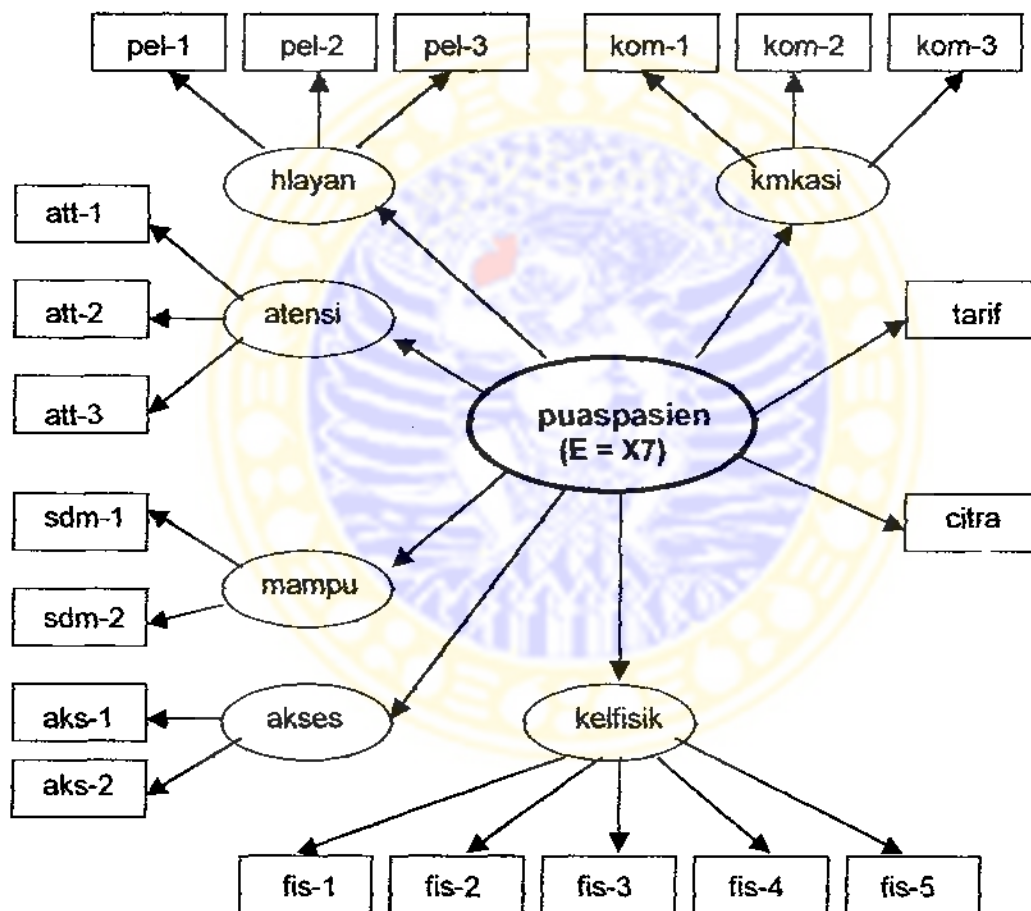 pel-1 pel-2 pel-3 kom-1 kom-2 kom-3
hlayan kmkasi
att-1
att-2 atensi tarif
att-3
puaspasien
(E = X7)
sdm-1 citra
mampu
sdm-2
aks-1 akses kelfisik
aks-2
fis-1 fis-2 fis-3 fis-4 fis-5